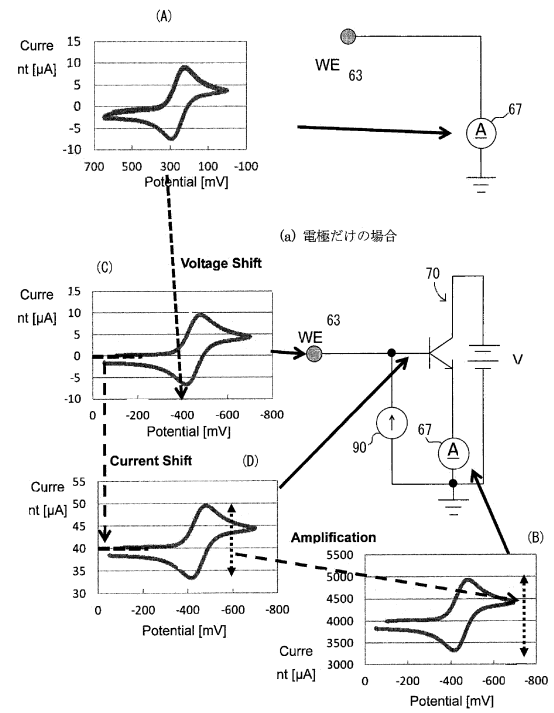 (A)
Curre
nt [μA]
15
10
5
0
-5
-10
700 500 300 100 -100
Potential [mV]
WE 63
67
A
(a) 電極だけの場合
(C)
Voltage Shift
Curre
nt [μA]
15
10
5
0
-5
-10
0 -200 -400 -600 -800
Potential [mV]
WE 63
70
V
90
67
A
Current Shift
(D)
Curre
nt [μA]
55
50
45
40
35
30
0 -200 -400 -600 -800
Potential [mV]
Amplification
(B)
5500
5000
4500
4000
3500
3000
Curre
nt [μA]
0 -200 -400 -600 -800
Potential [mV]